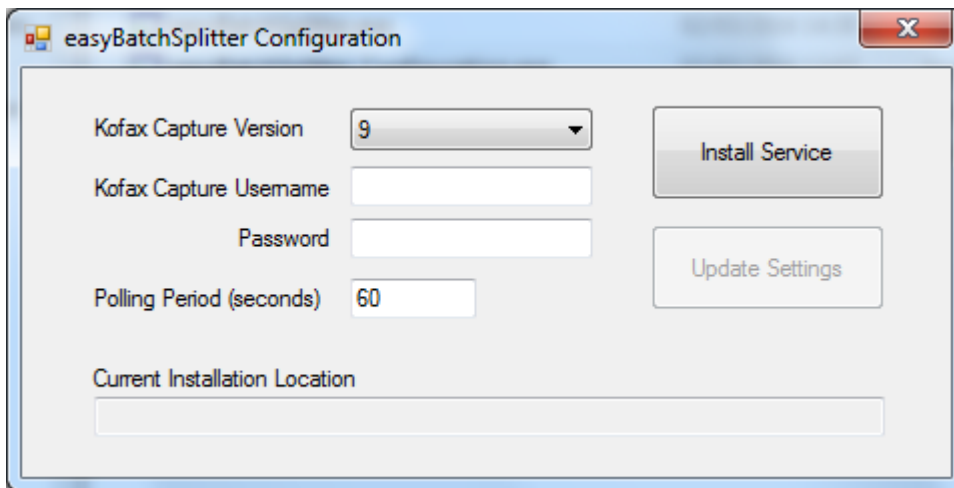 easyBatchSplitter Configuration
Kofax Capture Version
9
Install Service
Kofax Capture Username
Password
Update Settings
Polling Period (seconds)
60
Current Installation Location